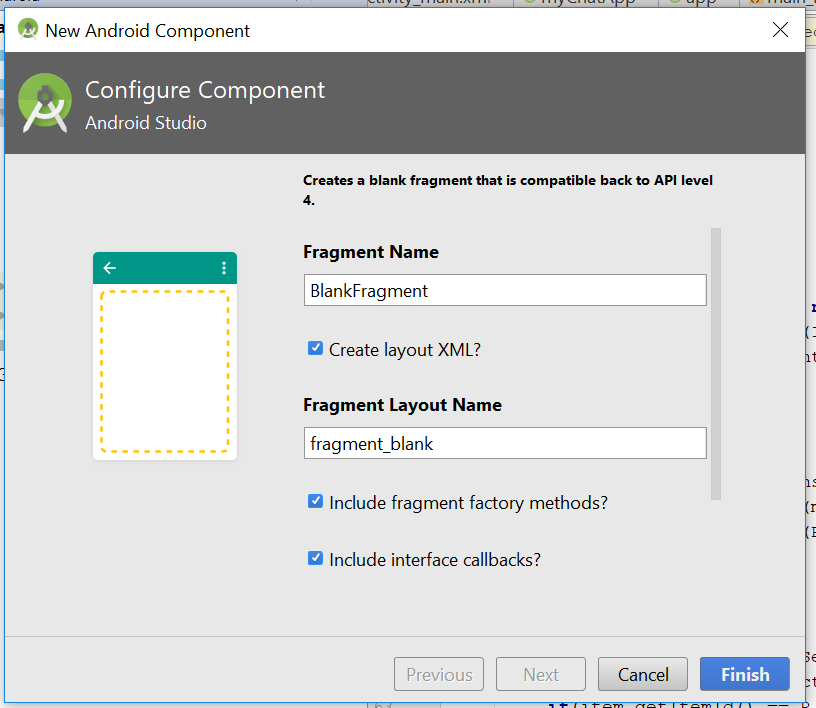 New Android Component
Configure Component
Android Studio
Creates a blank fragment that is compatible back to API level
4.
Fragment Name
BlankFragment
Create layout XML?
Fragment Layout Name
fragment_blank
Include fragment factory methods?
Include interface callbacks?
Previous
Next
Cancel
Finish